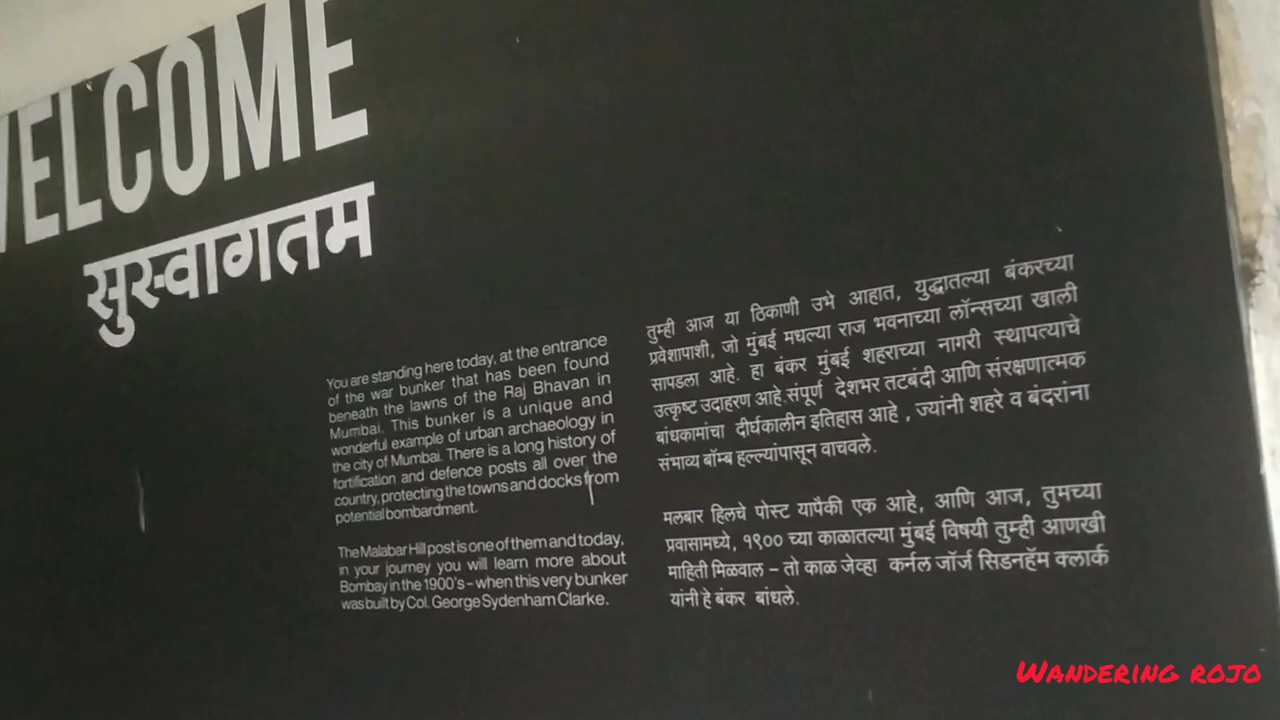 WELCOME
सुस्वागतम
You are standing here today, at the entrance
of the war bunker that has been found
beneath the lawns of the Raj Bhavan in
Mumbai. This bunker is a unique and
wonderful example of urban archaeology in
the city of Mumbai. There is a long history of
fortification and defence posts all over the
country, protecting the towns and docks from
potential bombardment.
The Malabar Hill post is one of them and today,
in your journey you will learn more about
Bombay in the 1900's – when this very bunker
was built by Col. George Sydenham Clarke.
तुम्ही आज या ठिकाणी उभे आहात, युद्धातल्या बंकरच्या
प्रवेशापाशी, जो मुंबई मधल्या राज भवनाच्या लॉन्सच्या खाली
सापडला आहे. हा बंकर मुंबई शहराच्या नागरी स्थापत्याचे
उत्कृष्ट उदाहरण आहे.संपूर्ण देशभर तटबंदी आणि संरक्षणात्मक
बांधकामांचा दीर्घकालीन इतिहास आहे , ज्यांनी शहरे व बंदरांना
संभाव्य बॉम्ब हल्ल्यांपासून वाचवले.
मलबार हिलचे पोस्ट यापैकी एक आहे, आणि आज, तुमच्या
प्रवासामध्ये, १९०० च्या काळातल्या मुंबई विषयी तुम्ही आणखी
माहिती मिळवाल – तो काळ जेव्हा कर्नल जॉर्ज सिडनहॅम क्लार्क
यांनी हे बंकर बांधले.
WANDERING ROJO